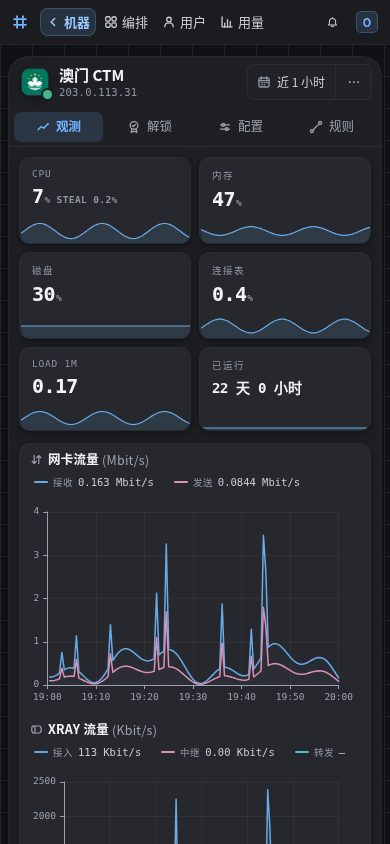 机器 编排 用户 用量 O
澳门 CTM
203.0.113.31
近 1 小时 ...
观测 解锁 配置 规则
CPU 内存
7% STEAL 0.2% 47%
磁盘 连接表
30% 0.4%
LOAD 1M 已运行
0.17 22 天 0 小时
网卡流量 (Mbit/s)
接收 0.163 Mbit/s 发送 0.0844 Mbit/s
4
3
2
1
0
19:00 19:10 19:20 19:30 19:40 19:50 20:00
XRAY 流量 (Kbit/s)
接入 113 Kbit/s 中继 0.00 Kbit/s 转发 —
2500
2000